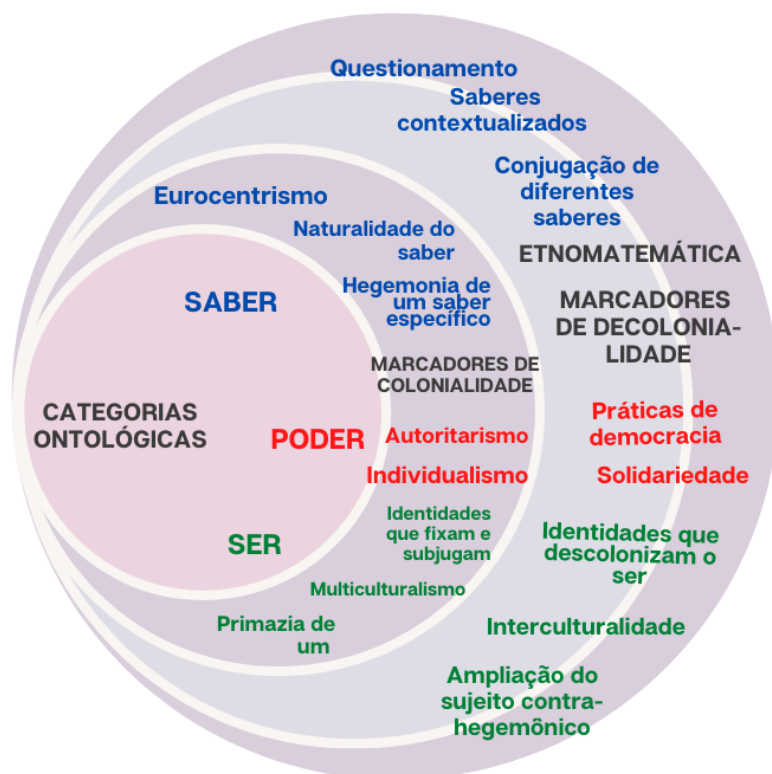 Questionamento
Saberes
contextualizados
Conjugação de
diferentes
saberes
ETNOMATEMÁTICA
MARCADORES
DE DECOLONIA-
LIDADE
Práticas de
democracia
Solidariedade
Identidades que
descolonizam o
ser
Interculturalidade
Ampliação do
sujeito contra-
hegemônico
Eurocentrismo
Naturalidade do
saber
Hegemonia de
um saber
específico
MARCADORES DE
COLONIALIDADE
Autoritarismo
Individualismo
Identidades
que fixam e
subjugam
Multiculturalismo
Primazia de
um
SABER
CATEGORIAS
ONTOLÓGICAS
PODER
SER